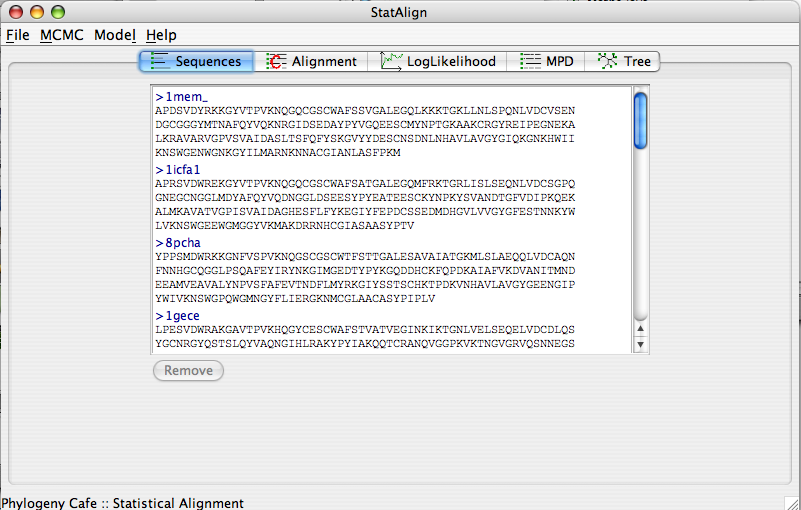 StatAlign
File MCMC Model Help
Sequences Alignment LogLikelihood MPD Tree
>1mem_
APDSVDYRKKGYVTPVKNQGQCGSCWAFSSVGALEGQLKKKTGKLLNLSPQNLVDCVSEN
DGCGGGYMTNAFQYVQKNRGIDSEDAYPYVGQEESCMYNPTGKAAKCRGYREIPEGNEKA
LKRAVARVGPVSVAIDASLTSFQFYSKGVYYDESCNSDNLNHAVLAVGYGIQKGNKHWII
KNSWGENWGNKGYILMARNKNNACGIANLASFPKM
>1icfa1
APRSVDWREKGYVTPVKNQGQCGSCWAFSATGALEGQMFRKTGRLISLSEQNLVDCSGPQ
GNEGCNGGLMDYAFQYVQDNGGLDSEESYPYEATEESCKYNPKYSVANDTGFVDIPKQEK
ALMKAVATVGPISVAIDAGHESFLFYKEGIYFEPDCSSEDMDHGVLVVGYGFESTNNKYW
LVKNSWGEEWGMGGYVKMAKDRRNHCGIASAASYPTV
>8pcha
YPPSMDWRKKGNFVSPVKNQGSCGSCWTFSTTGALESAVAIATGKMLSLAEQQLVDCAQN
FNNHGCQGGLPSQAFEYIRYNKGIMGEDTYPYKGQDDHCKFQPDKAIAFVKDVANITMND
EEAMVEAVALYNPVSFAFEVTNDFLMYRKGIYSSTSCHKTPDKVNHAVLAVGYGEENGIP
YWIVKNSWGPQWGMNGYFLIERGKNMCGLAACASYPIPLV
>1gece
LPESVDWRAKGAVTPVKHQGYCESCWAFSTVATVEGINKIKTGNLVELSEQELVDCDLQS
YGCNRGYQSTSLQYVAQNGIHLRAKYPYIAKQQTCRANQVGGPKVKTNGVGRVQSNNEGS
Remove
Phylogeny Cafe :: Statistical Alignment